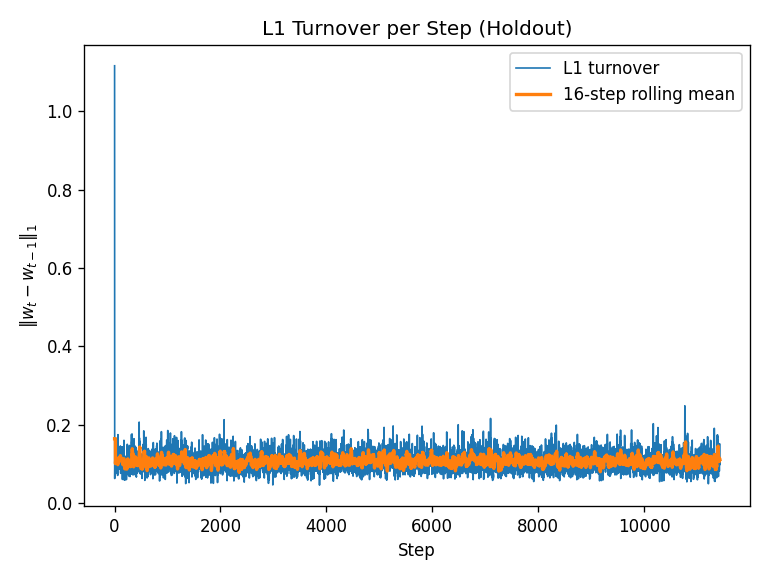 L1 Turnover per Step (Holdout)
L1 turnover
16-step rolling mean
1.0
0.8
0.6
0.4
0.2
0.0
‖w_t − w_{t−1}‖_1
0 2000 4000 6000 8000 10000
Step